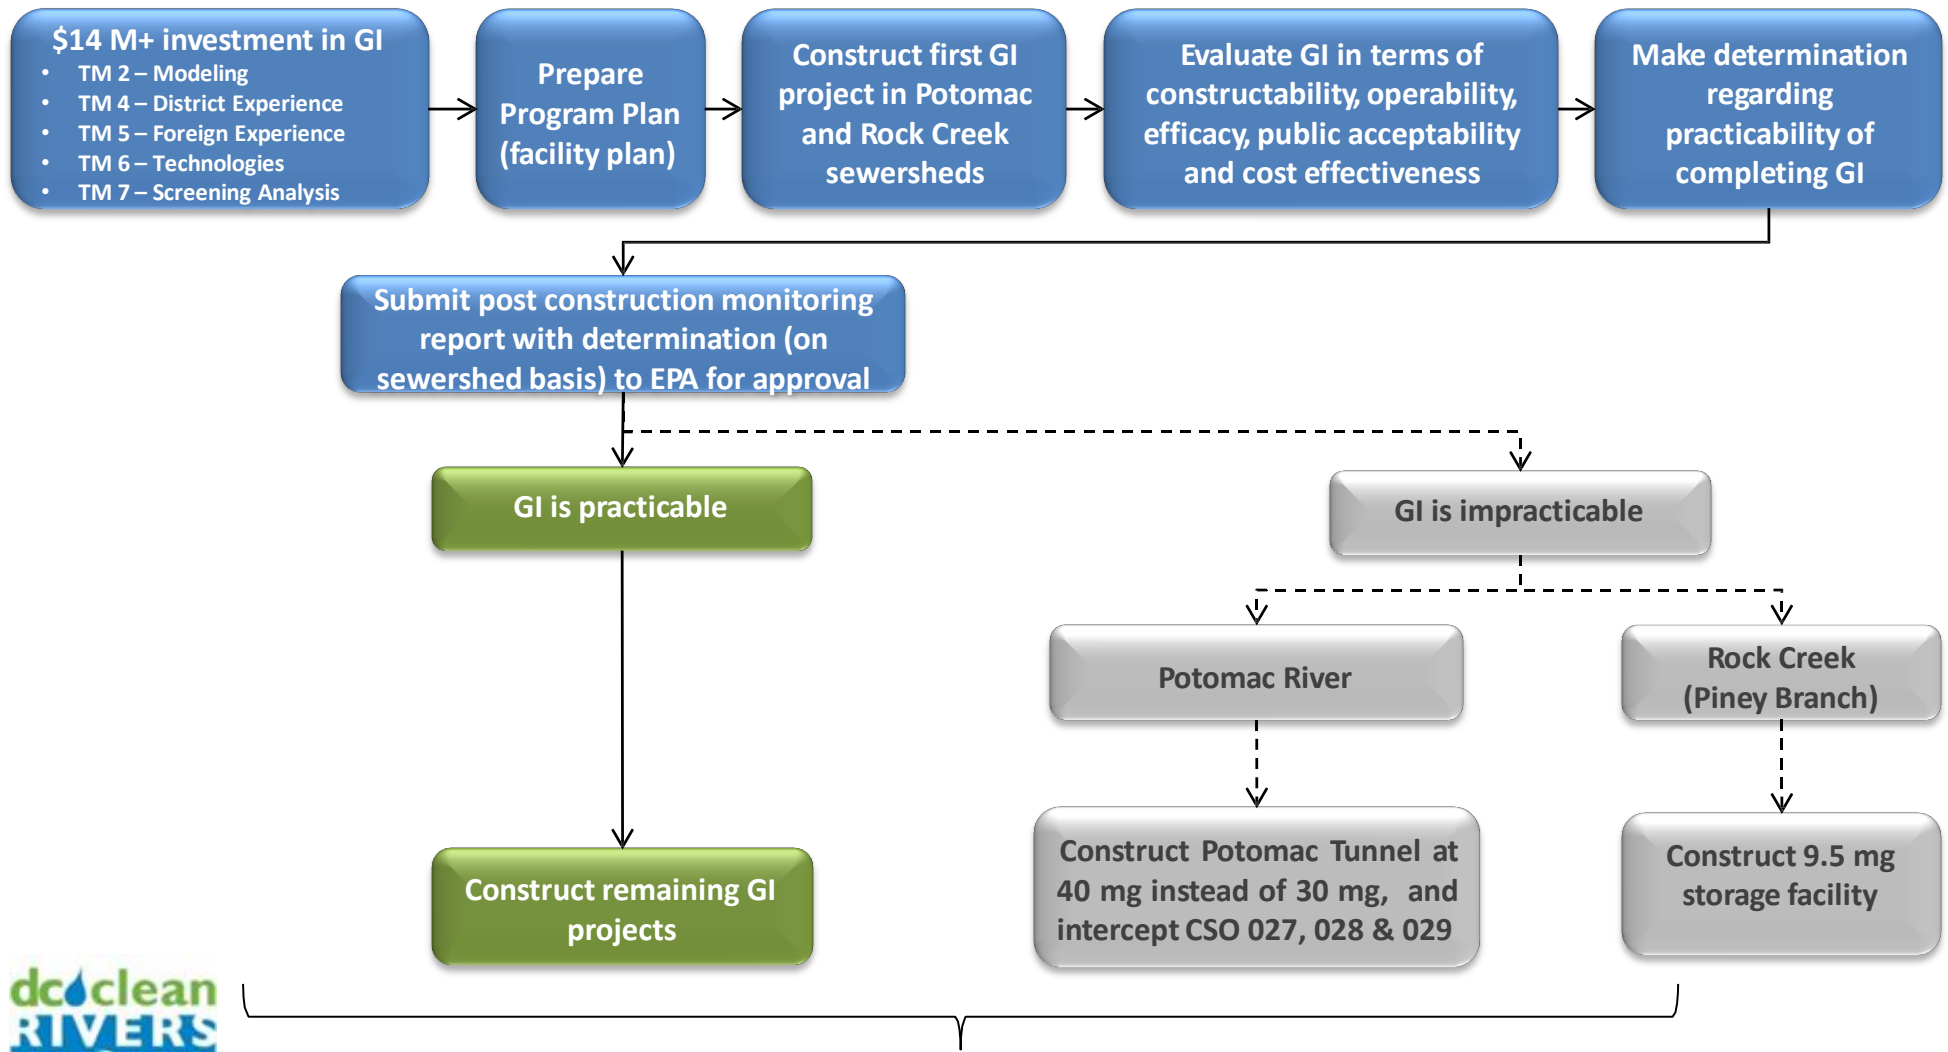 $14 M+ investment in GI
• TM 2 – Modeling
• TM 4 – District Experience
• TM 5 – Foreign Experience
• TM 6 – Technologies
• TM 7 – Screening Analysis
Prepare
Program Plan
(facility plan)
Construct first GI
project in Potomac
and Rock Creek
sewersheds
Evaluate GI in terms of
constructability, operability,
efficacy, public acceptability
and cost effectiveness
Make determination
regarding
practicability of
completing GI
Submit post construction monitoring
report with determination (on
sewershed basis) to EPA for approval
GI is practicable
GI is impracticable
Potomac River
Rock Creek
(Piney Branch)
Construct remaining GI
projects
Construct Potomac Tunnel at
40 mg instead of 30 mg, and
intercept CSO 027, 028 & 029
Construct 9.5 mg
storage facility
dc clean
RIVERS